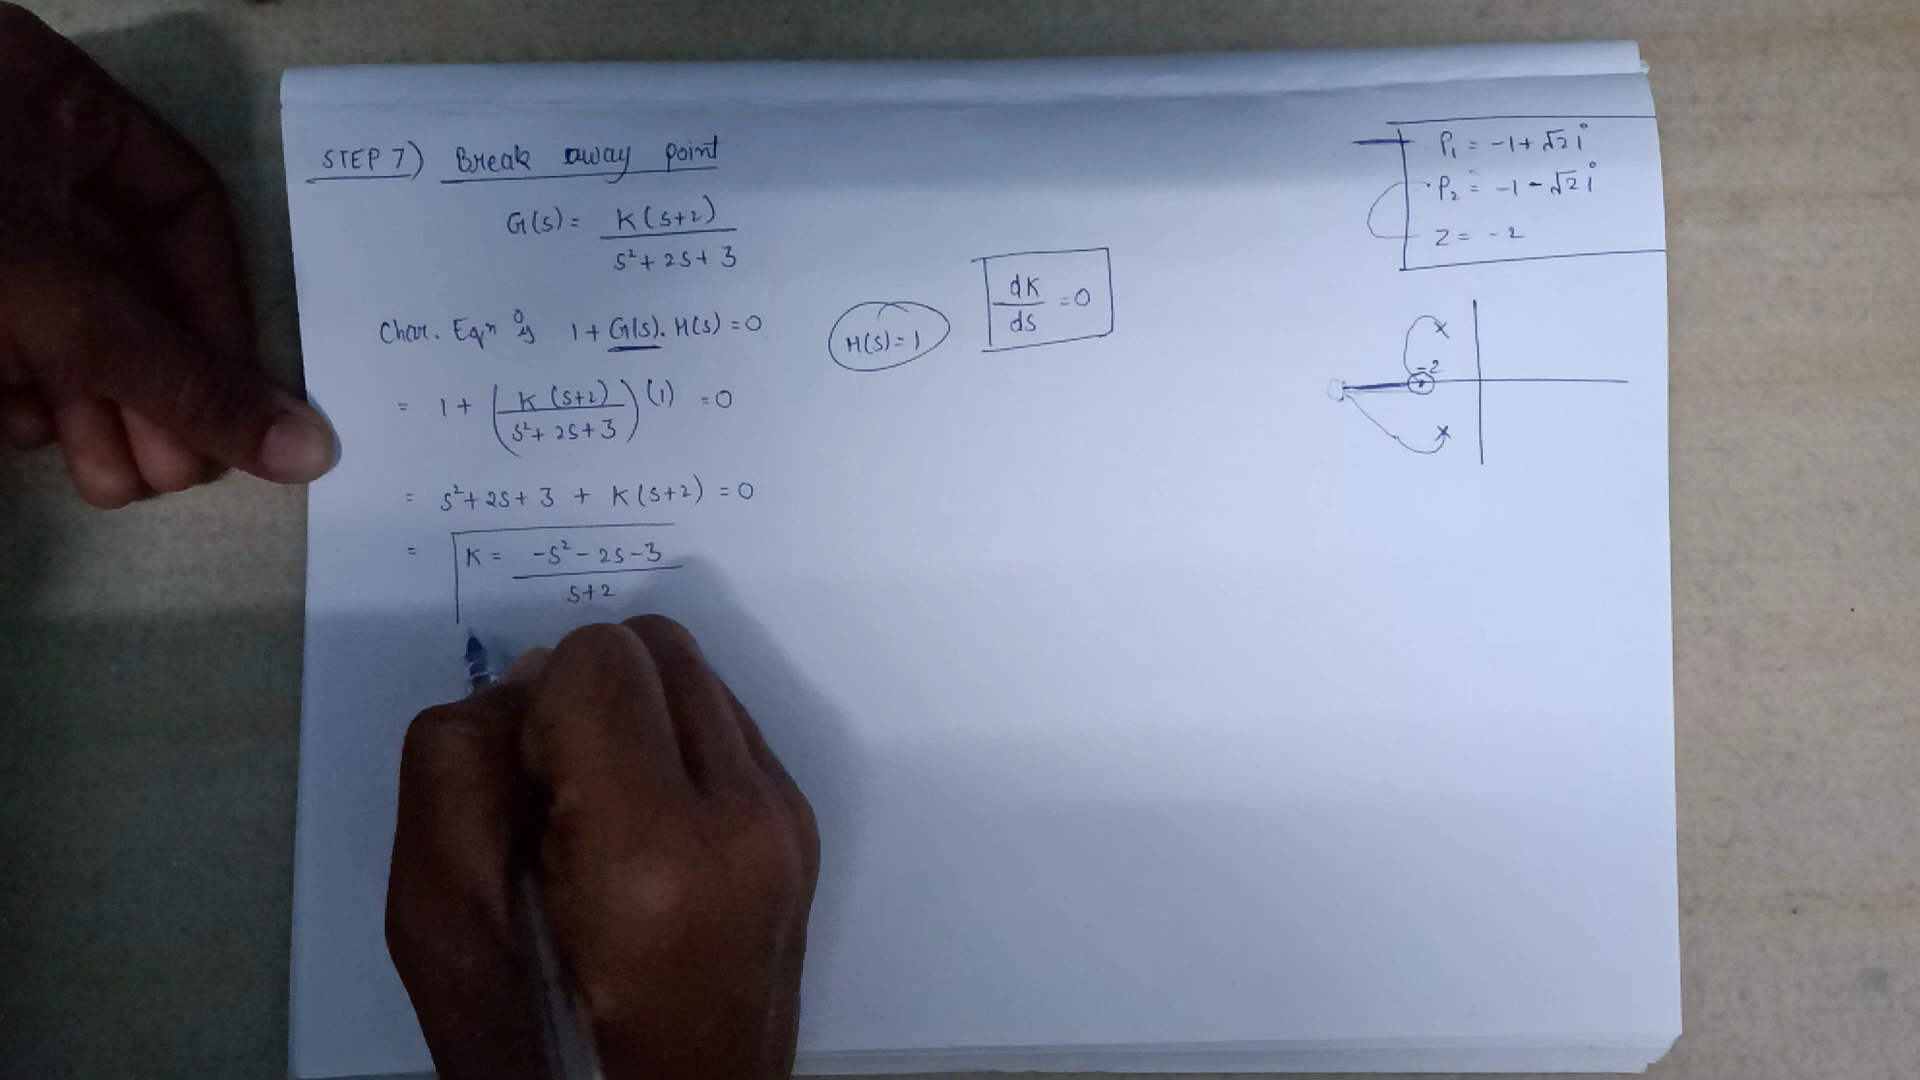 STEP 7) Break away point
G(s) = K(s+2)
s²+2s+3
Char. Eqn is 1+ G(s). H(s) = 0
H(s) = 1
dK
ds
=0
= 1+ ( K (s+2) ) (1) =0
s²+2s+3
= s²+2s+3 + K(s+2) = 0
= K = -s²-2s-3
s+2
P₁ = -1+√2 i
P₂ = -1-√2 i
Z = -2
-2